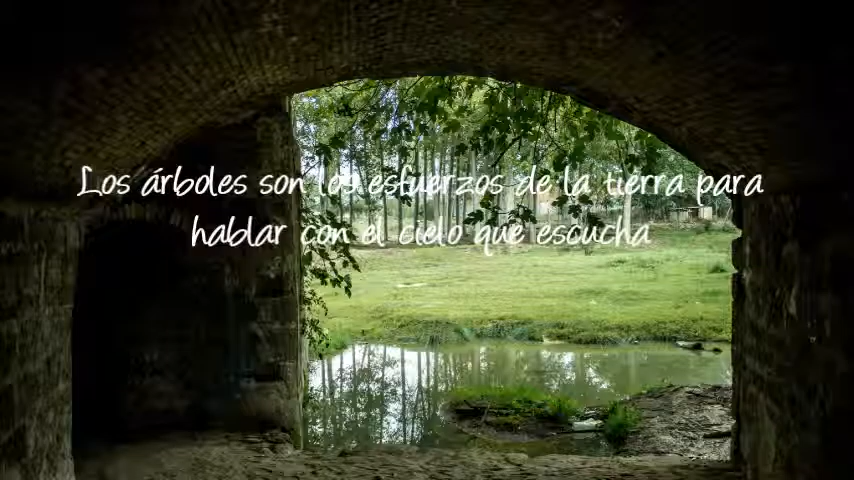 Los árboles son los esfuerzos de la tierra para
hablar con el cielo que escucha